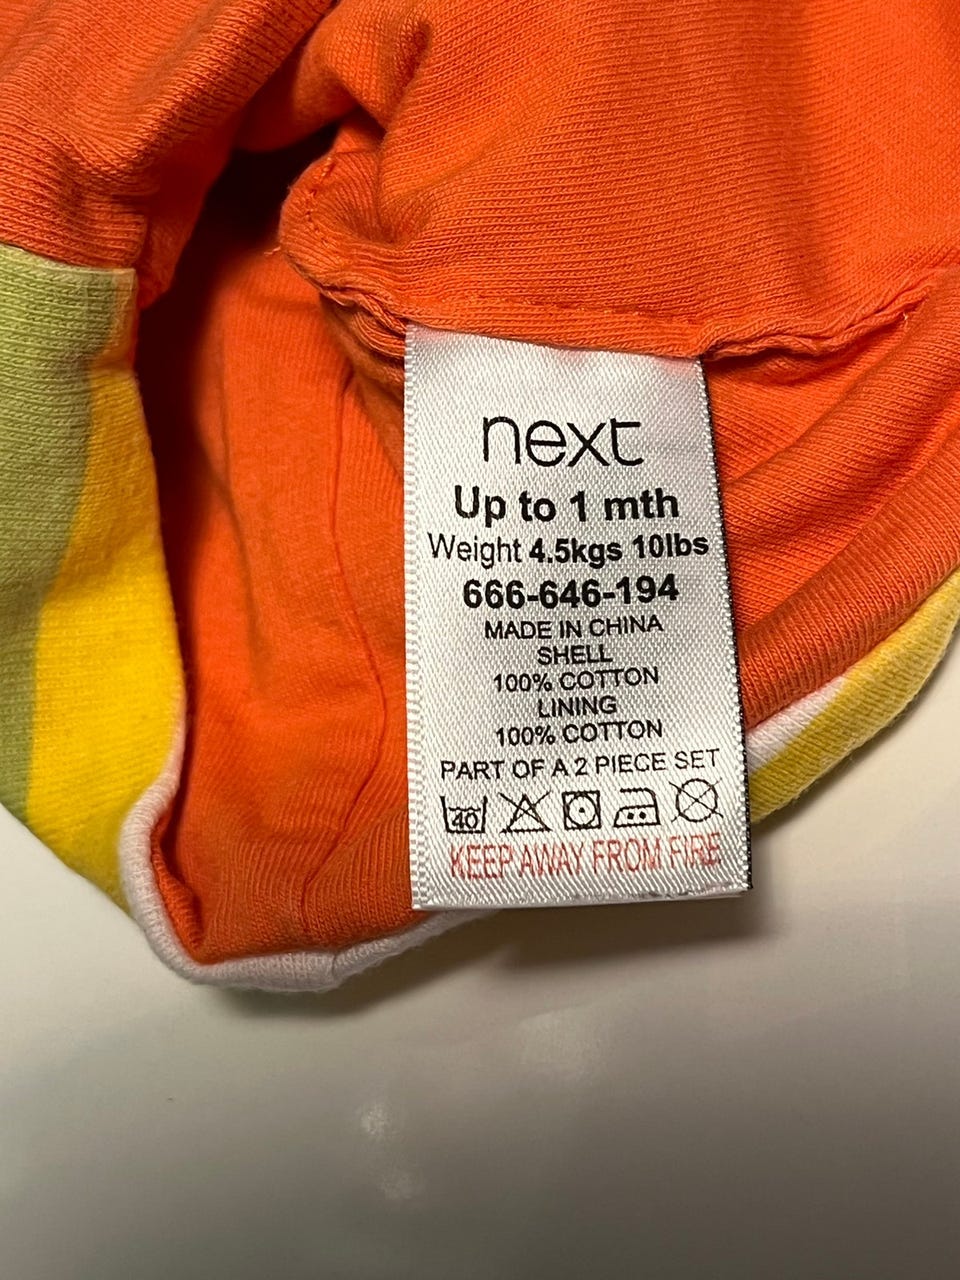 next
Up to 1 mth
Weight 4.5kgs 10lbs
666-646-194
MADE IN CHINA
SHELL
100% COTTON
LINING
100% COTTON
PART OF A 2 PIECE SET
40
KEEP AWAY FROM FIRE